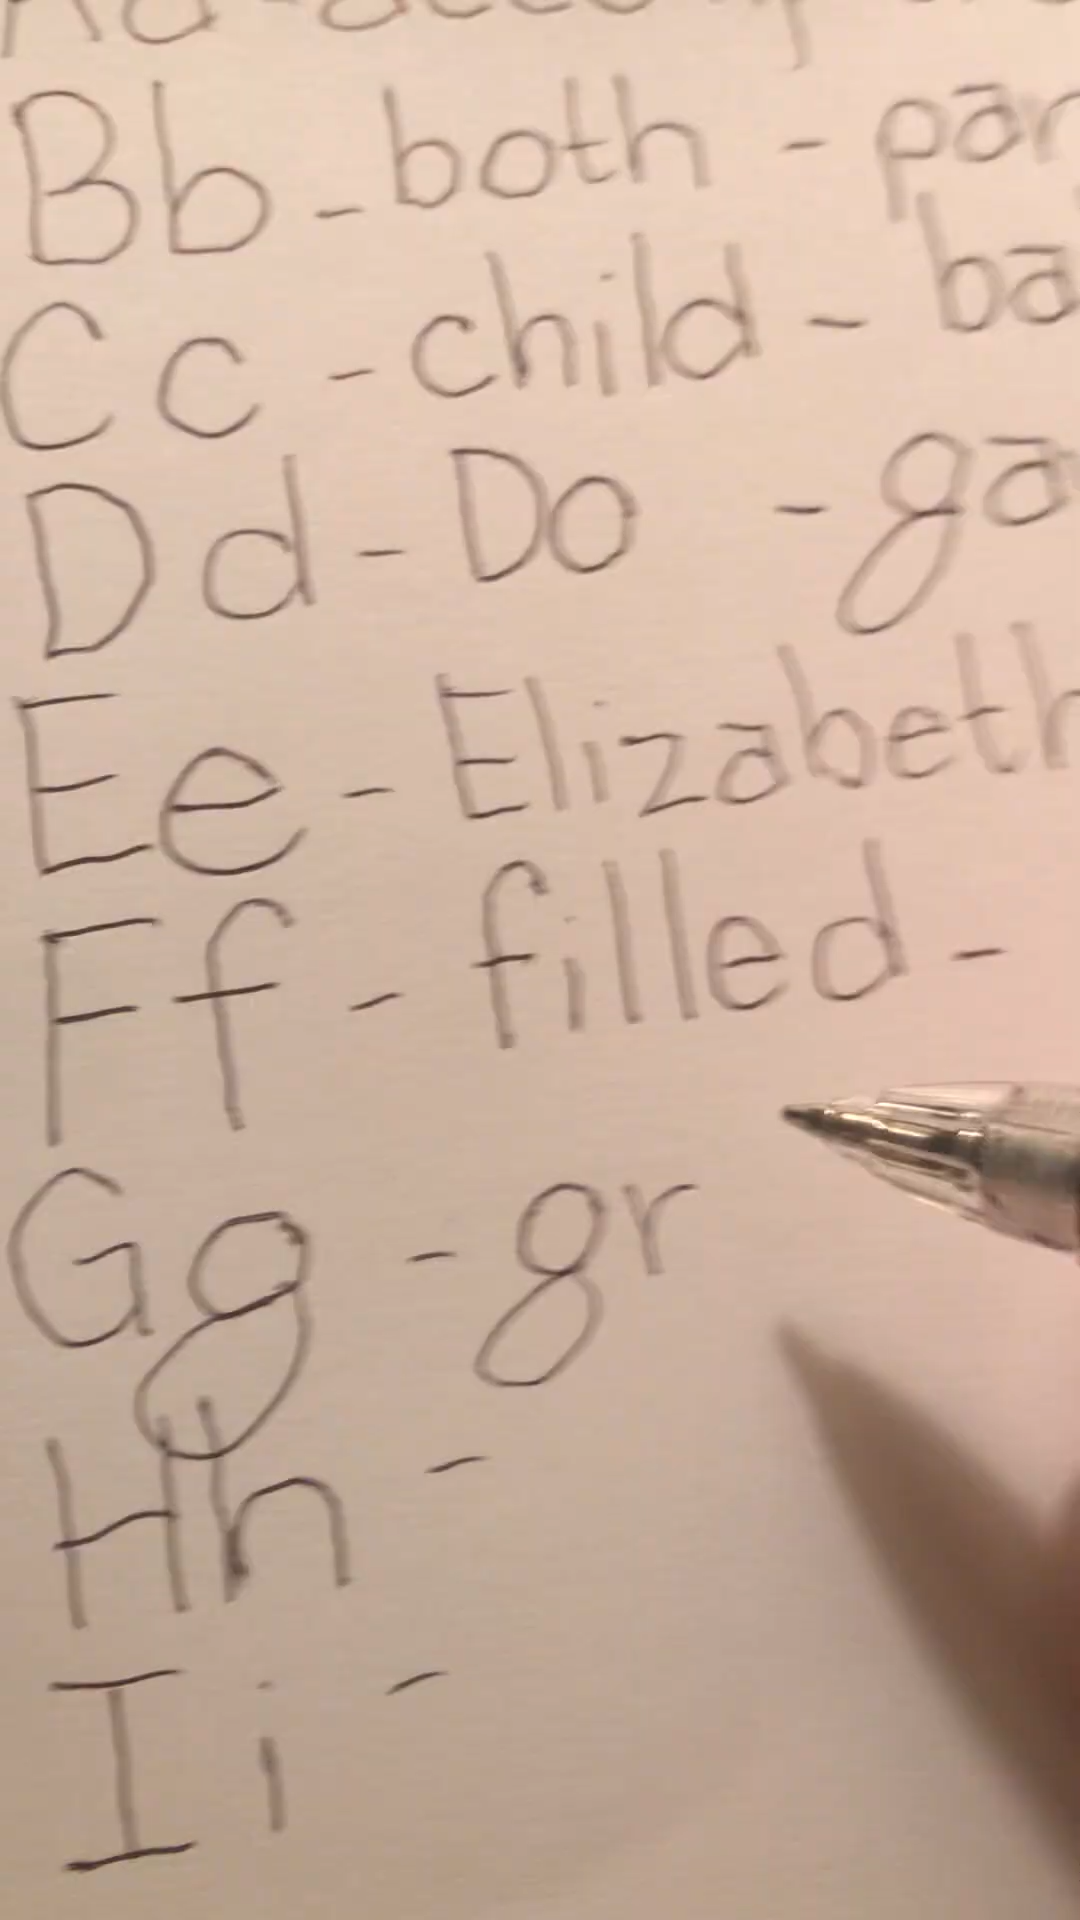 Bb - both - par
Cc - child - ba
Dd - Do - ga
Ee - Elizabeth
Ff - filled -
Gg - gr
Hh -
Ii -